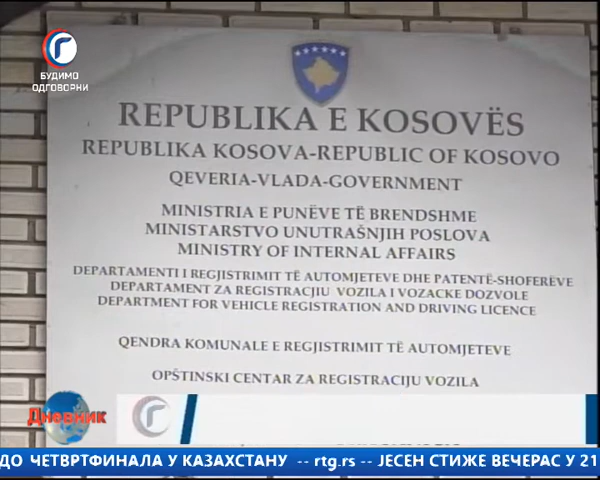 БУДИМО
ОДГОВОРНИ
REPUBLIKA E KOSOVËS
REPUBLIKA KOSOVA-REPUBLIC OF KOSOVO
QEVERIA-VLADA-GOVERNMENT
MINISTRIA E PUNËVE TË BRENDSHME
MINISTARSTVO UNUTRAŠNJIH POSLOVA
MINISTRY OF INTERNAL AFFAIRS
DEPARTAMENTI I REGJISTRIMIT TË AUTOMJETEVE DHE PATENTË-SHOFERËVE
DEPARTAMENT ZA REGISTRACIJU VOZILA I VOZACKE DOZVOLE
DEPARTMENT FOR VEHICLE REGISTRATION AND DRIVING LICENCE
QENDRA KOMUNALE E REGJISTRIMIT TË AUTOMJETEVE
OPŠTINSKI CENTAR ZA REGISTRACIJU VOZILA
Дневник
ДО ЧЕТВРТФИНАЛА У КАЗАХСТАНУ -- rtg.rs -- ЈЕСЕН СТИЖЕ ВЕЧЕРАС У 21